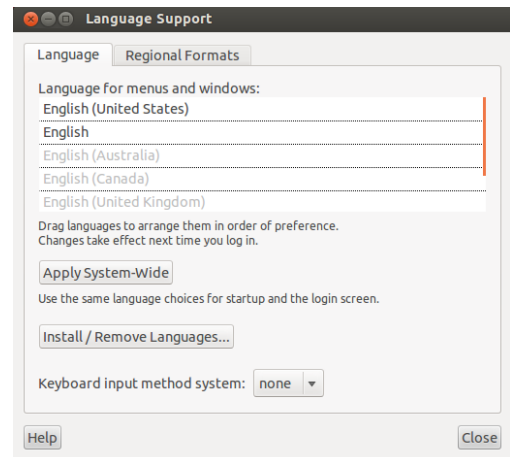 Language Support
Language Regional Formats
Language for menus and windows:
English (United States)
English
English (Australia)
English (Canada)
English (United Kingdom)
Drag languages to arrange them in order of preference.
Changes take effect next time you log in.
Apply System-Wide
Use the same language choices for startup and the login screen.
Install / Remove Languages...
Keyboard input method system: none
Help Close